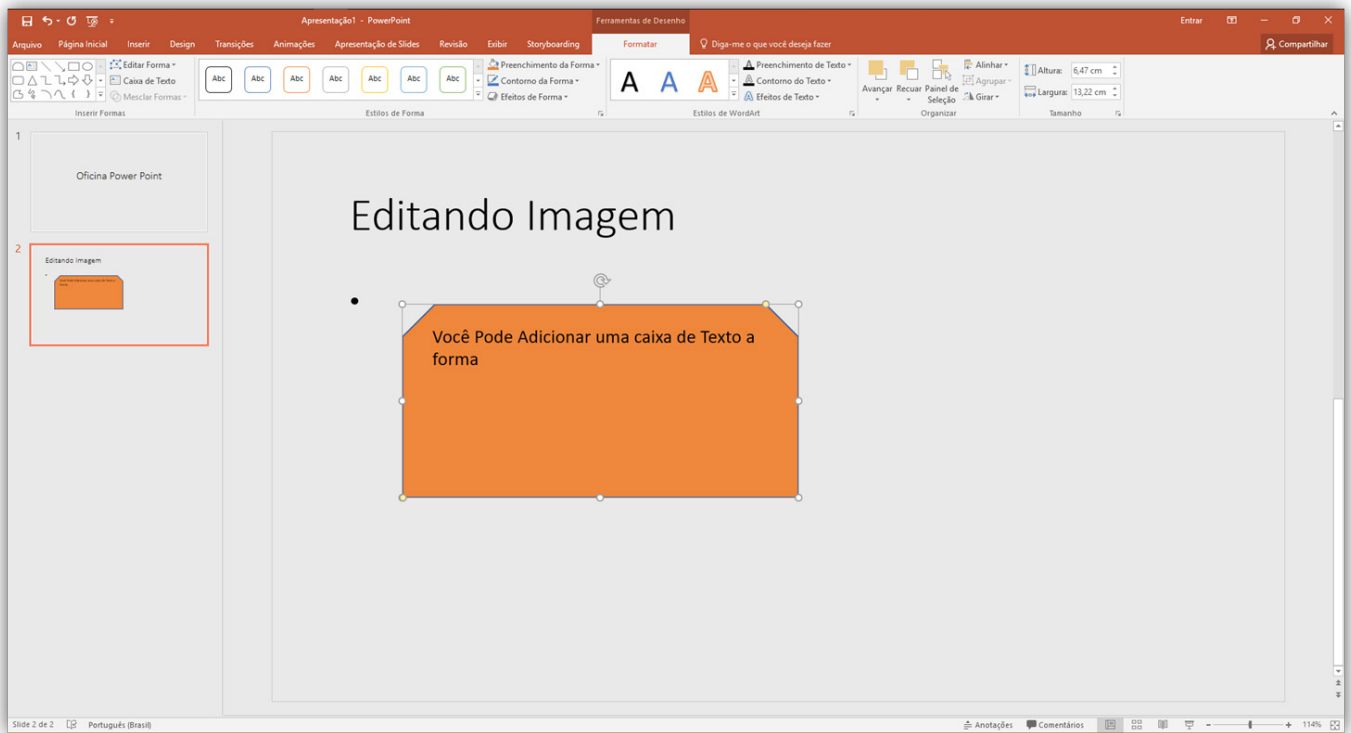 Apresentação1 - PowerPoint
Ferramentas de Desenho
Entrar
Arquivo Página Inicial Inserir Design Transições Animações Apresentação de Slides Revisão Exibir Storyboarding Formatar Diga-me o que você deseja fazer Compartilhar
Editar Forma
Caixa de Texto
Mesclar Formas
Inserir Formas
Abc Abc Abc Abc Abc Abc Abc
Preenchimento da Forma
Contorno da Forma
Efeitos de Forma
Estilos de Forma
A A A
Preenchimento de Texto
Contorno do Texto
Efeitos de Texto
Estilos de WordArt
Avançar Recuar Painel de
Seleção
Alinhar
Agrupar
Girar
Organizar
Altura: 6,47 cm
Largura: 13,22 cm
Tamanho
1
Oficina Power Point
2
Editando Imagem
Editando Imagem
Você Pode Adicionar uma caixa de Texto a
forma
Slide 2 de 2 Português (Brasil) Anotações Comentários 114%